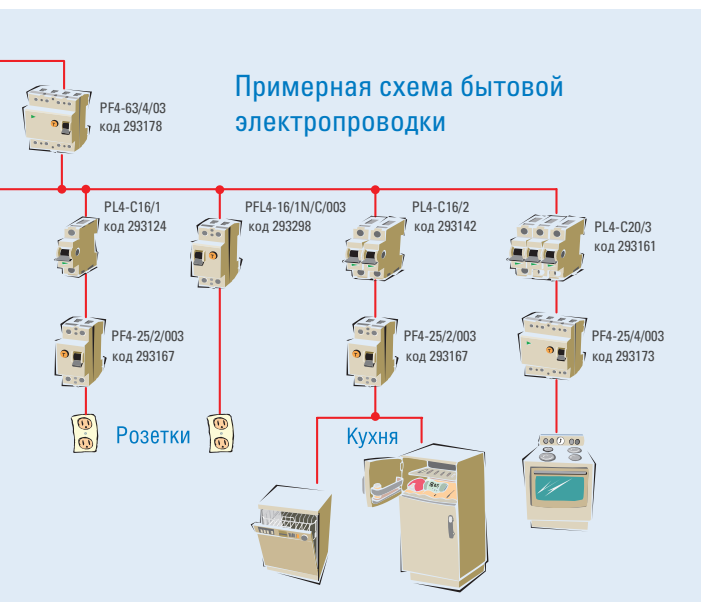 Примерная схема бытовой
электропроводки
PF4-63/4/03
код 293178
PL4-C16/1
код 293124
PFL4-16/1N/C/003
код 293298
PL4-C16/2
код 293142
PL4-C20/3
код 293161
PF4-25/2/003
код 293167
PF4-25/2/003
код 293167
PF4-25/4/003
код 293173
Розетки
Кухня